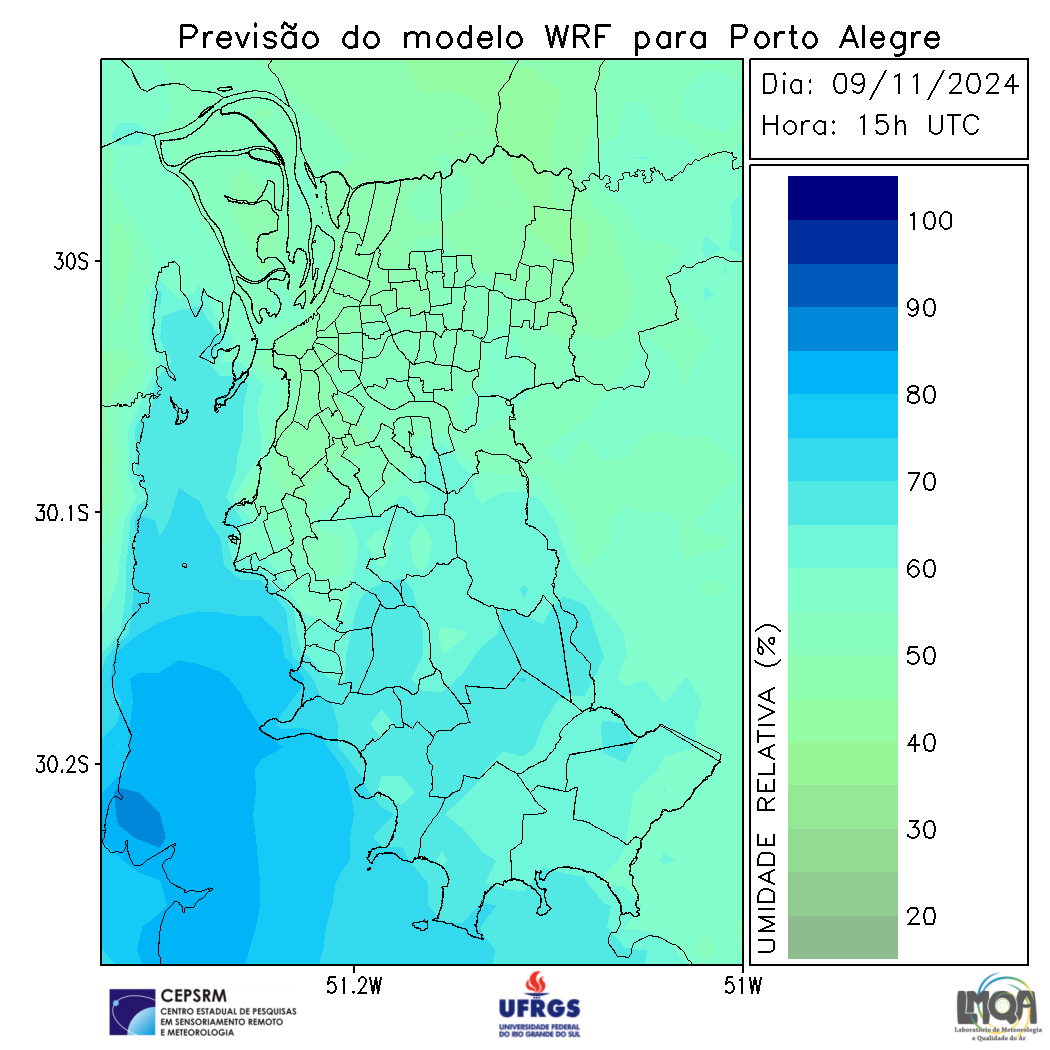 Previsão do modelo WRF para Porto Alegre
Dia: 09/11/2024
Hora: 15h UTC
30S
30.1S
30.2S
51.2W
51W
100
90
80
70
60
50
40
30
20
UMIDADE RELATIVA (%)
CEPSRM
CENTRO ESTADUAL DE PESQUISAS
EM SENSORIAMENTO REMOTO
E METEOROLOGIA
UFRGS
UNIVERSIDADE FEDERAL
DO RIO GRANDE DO SUL
LMQA
Laboratório de Meteorologia
e Qualidade do Ar